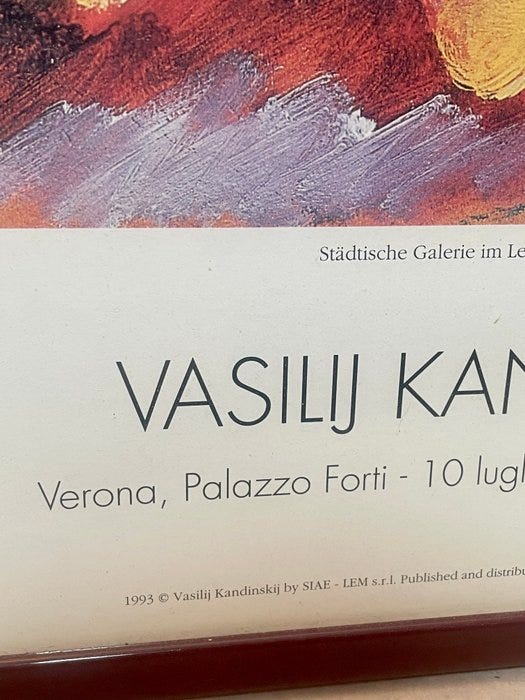 Städtische Galerie im Le
VASILIJ KAN
Verona, Palazzo Forti - 10 lugl
1993 © Vasilij Kandinskij by SIAE - LEM s.r.l. Published and distribu